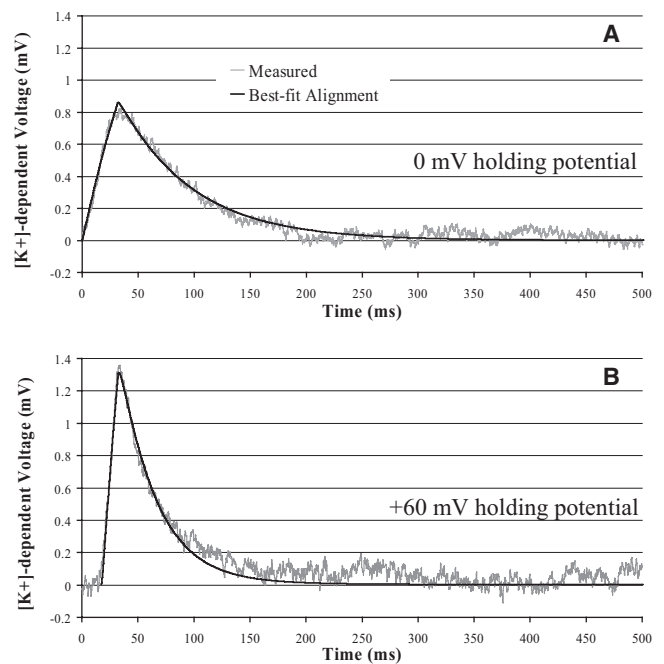 1.4
A
1.2
[K+]-dependent Voltage (mV)
1
Measured
Best-fit Alignment
0.8
0.6
0 mV holding potential
0.4
0.2
0
-0.2
0 50 100 150 200 250 300 350 400 450 500
Time (ms)
1.4
B
1.2
[K+]-dependent Voltage (mV)
1
0.8
0.6
+60 mV holding potential
0.4
0.2
0
-0.2
0 50 100 150 200 250 300 350 400 450 500
Time (ms)